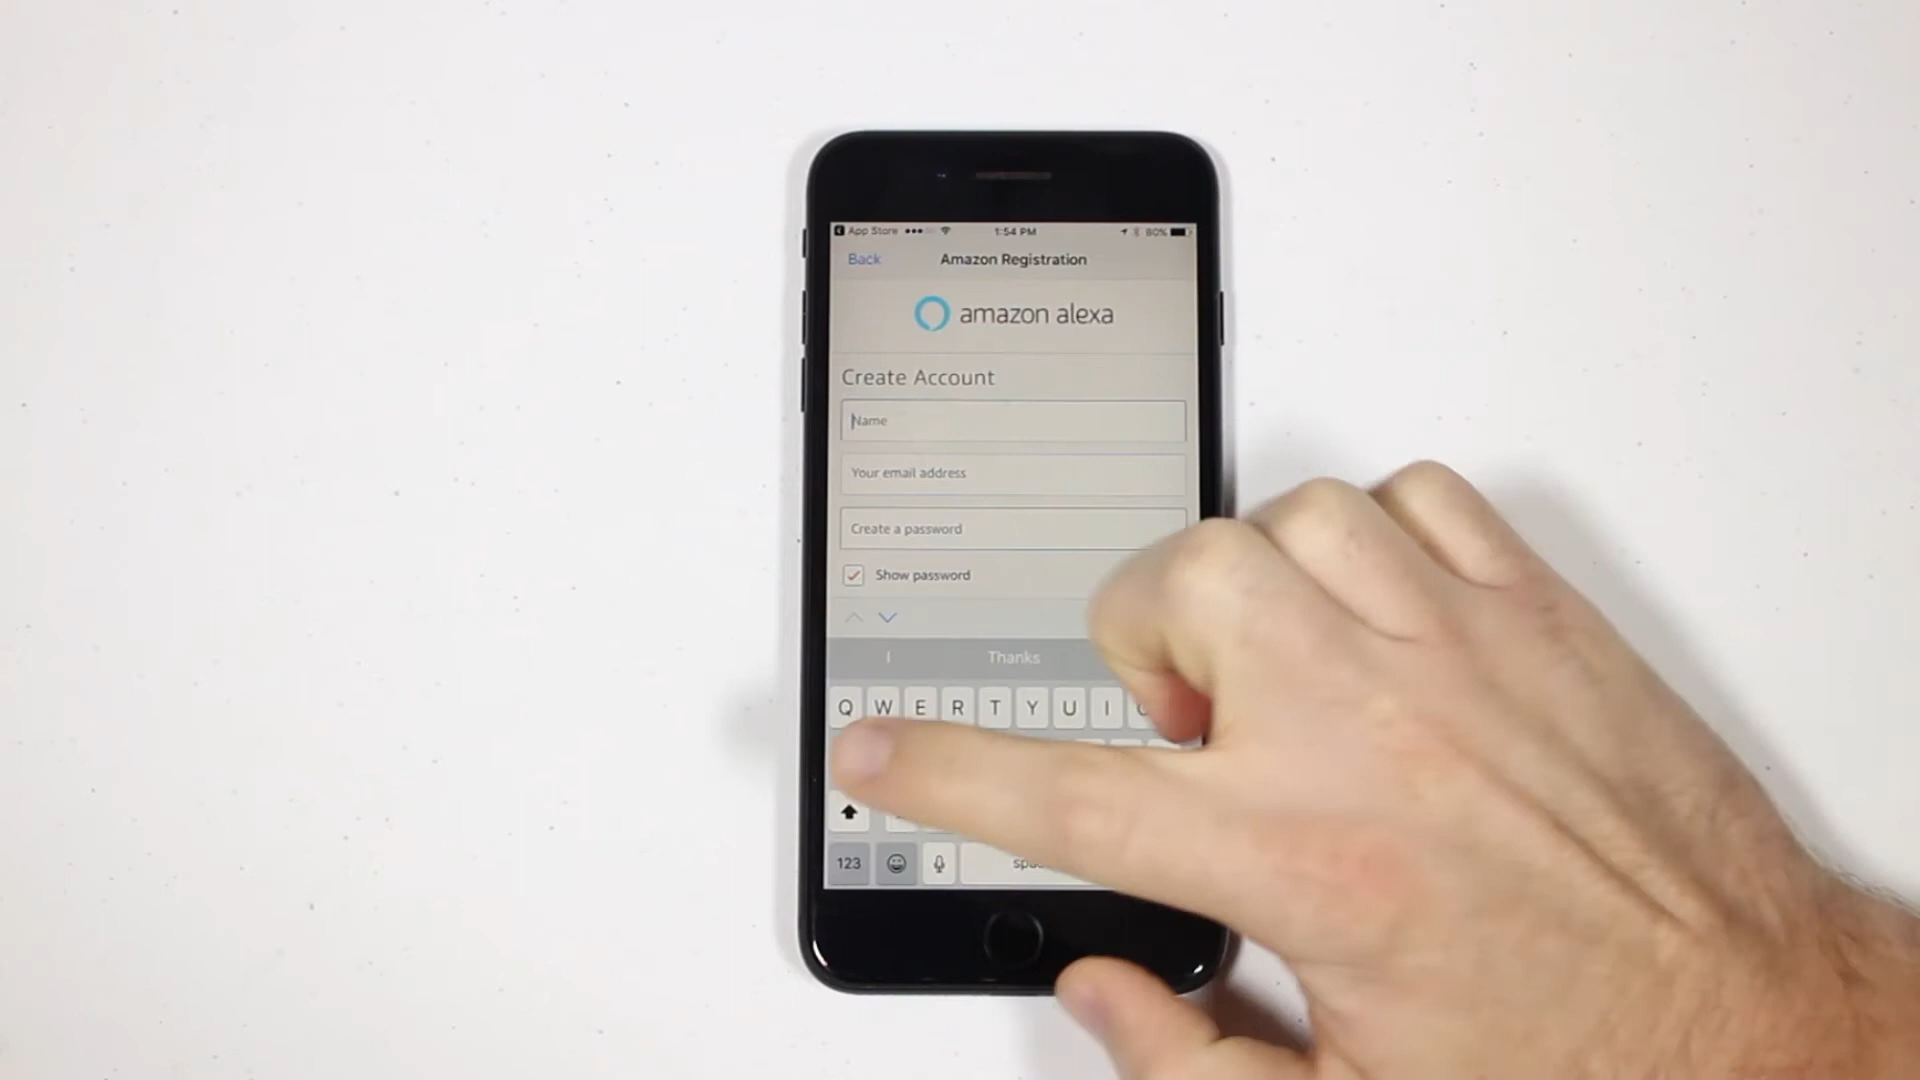 App Store 1:54 PM 80%
Back Amazon Registration
amazon alexa
Create Account
Name
Your email address
Create a password
Show password
I Thanks
Q W E R T Y U I
123